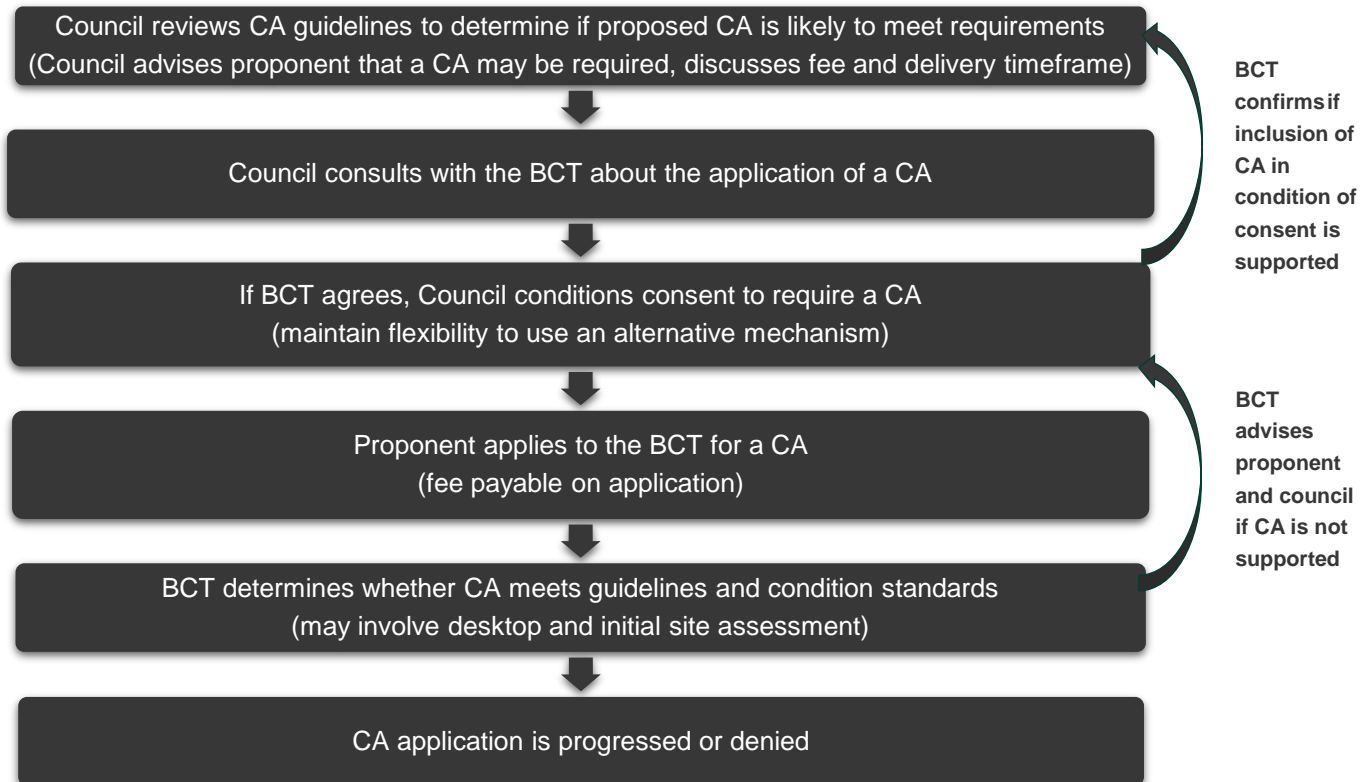 Council reviews CA guidelines to determine if proposed CA is likely to meet requirements
(Council advises proponent that a CA may be required, discusses fee and delivery timeframe)
Council consults with the BCT about the application of a CA
BCT
confirms if
inclusion of
CA in
condition of
consent is
supported
If BCT agrees, Council conditions consent to require a CA
(maintain flexibility to use an alternative mechanism)
Proponent applies to the BCT for a CA
(fee payable on application)
BCT
advises
proponent
and council
if CA is not
supported
BCT determines whether CA meets guidelines and condition standards
(may involve desktop and initial site assessment)
CA application is progressed or denied